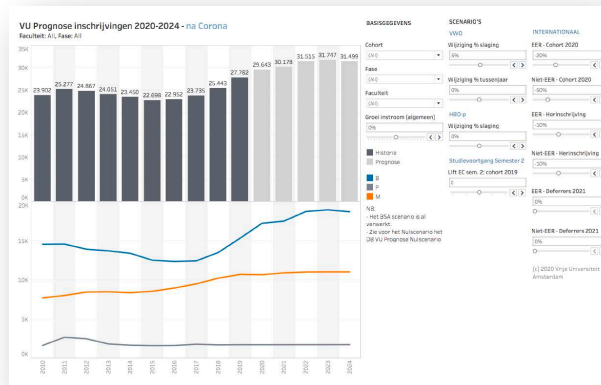 VU Prognose inschrijvingen 2020-2024 - na Corona
Faculteit: All, Fase: All
35K
30K
25K
20K
15K
10K
5K
0K
23.902
25.277
24.867
24.051
23.450
22.698
22.952
23.735
25.443
27.762
29.643
30.178
31.515
31.747
31.499
20K
15K
10K
5K
0K
2010
2011
2012
2013
2014
2015
2016
2017
2018
2019
2020
2021
2022
2023
2024
BASISGEGEVENS
Cohort
(All)
Fase
(All)
Faculteit
(All)
Groei instroom (algemeen)
0%
Historie
Prognose
B
P
M
NB:
- Het BSA scenario is al
verwerkt.
- Zie voor het Nulscenario het
DB VU Prognose Nulscenario
SCENARIO'S
VWO
Wijziging % slaging
6%
Wijziging % tussenjaar
0%
HBO-p
Wijziging % slaging
0%
Studievoortgang Semester 2
Lift EC sem. 2: cohort 2019
INTERNATIONAAL
EER - Cohort 2020
-30%
Niet-EER - Cohort 2020
-50%
EER - Herinschrijving
-10%
Niet-EER - Herinschrijving
-10%
EER - Deferrers 2021
0%
Niet-EER - Deferrers 2021
0%
(c) 2020 Vrije Universiteit
Amsterdam